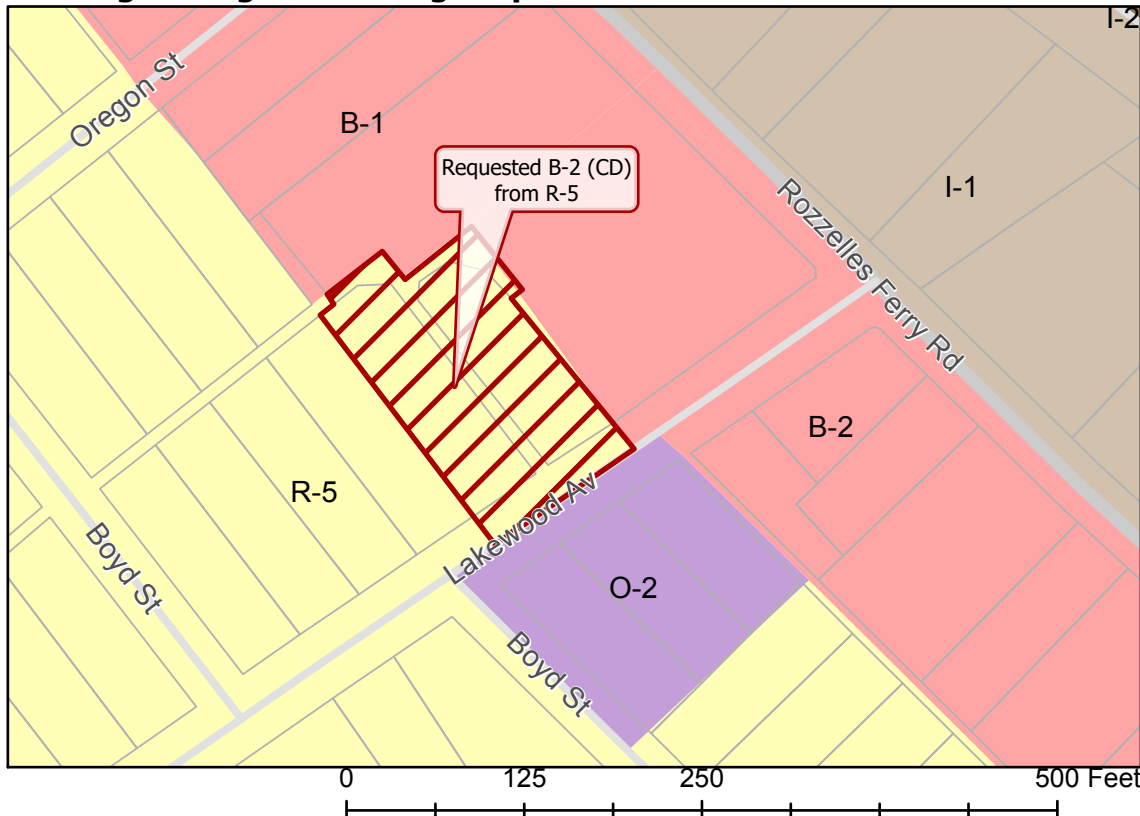 I-2
Oregon St
B-1
Requested B-2 (CD)
from R-5
I-1
Rozzelles Ferry Rd
B-2
R-5
Lakewood Av
Boyd St
O-2
Boyd St
0 125 250 500 Feet